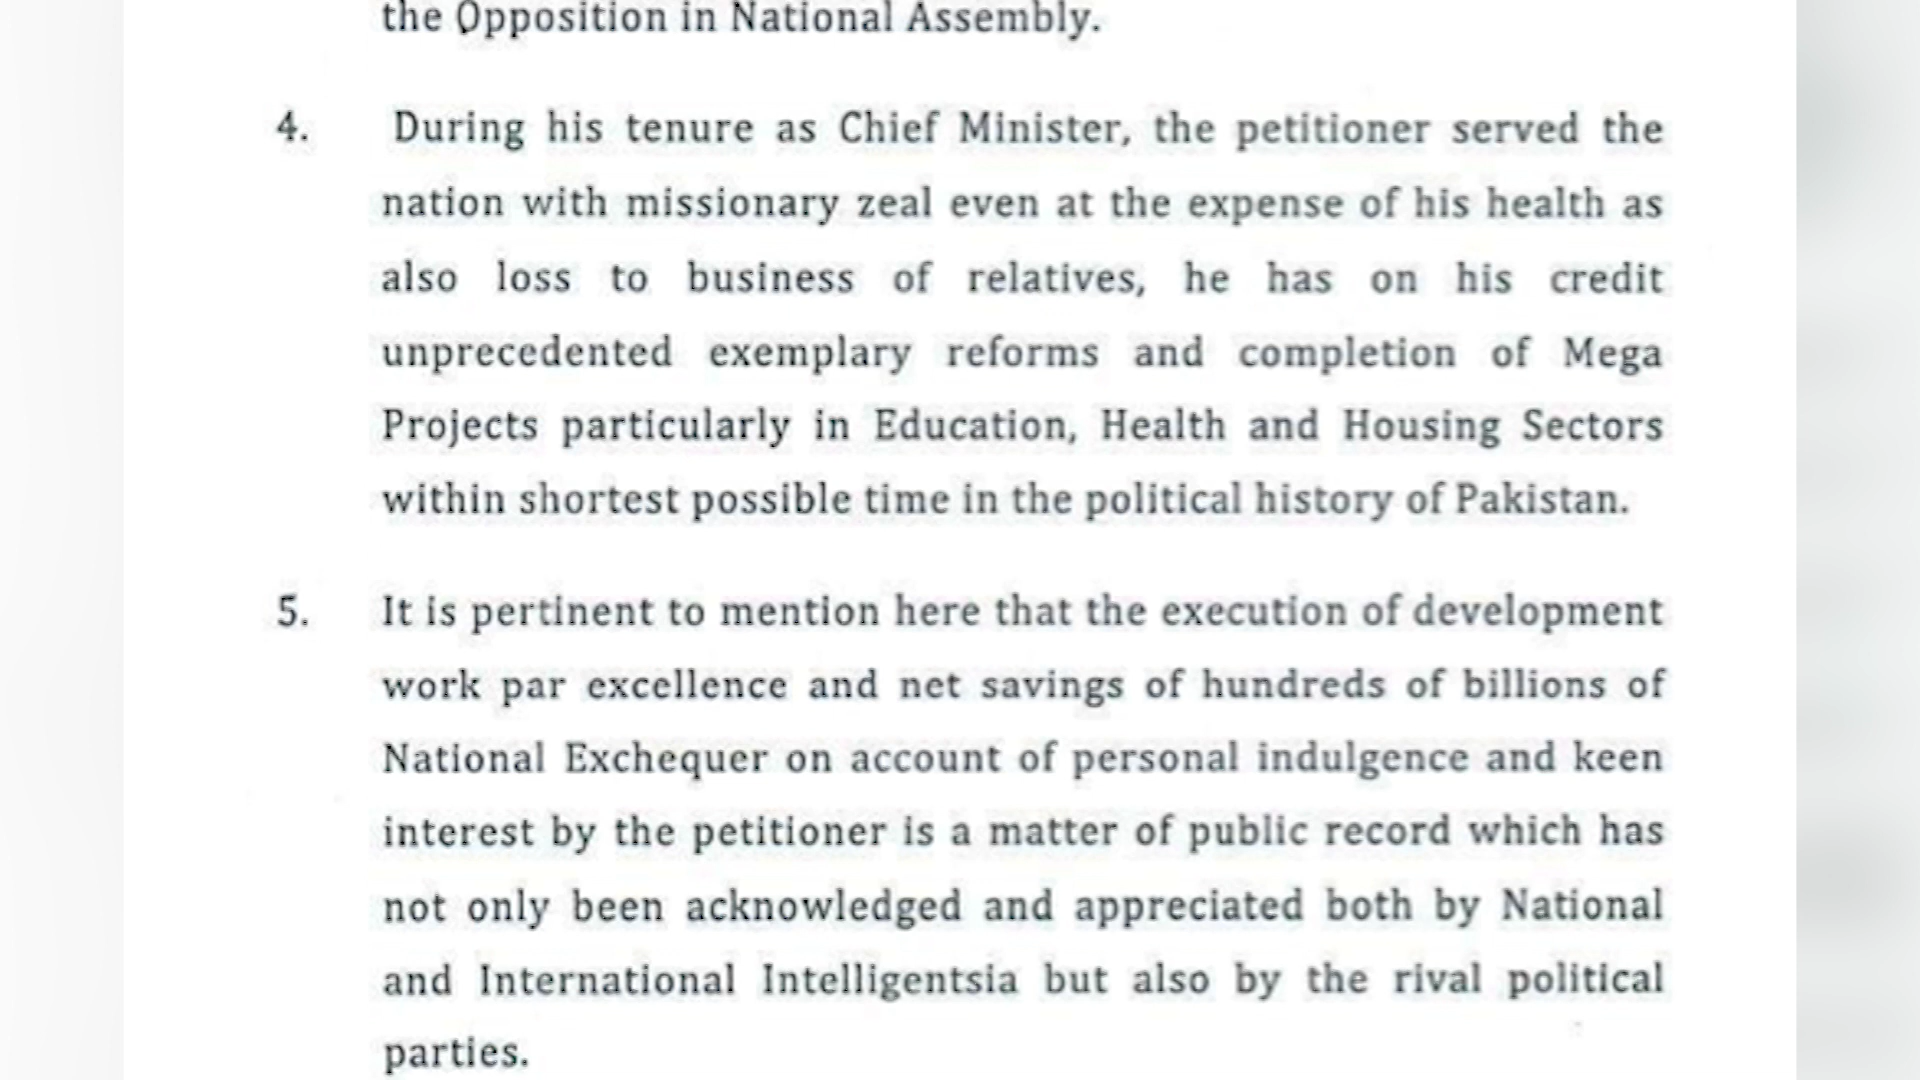 the Opposition in National Assembly.
4. During his tenure as Chief Minister, the petitioner served the
nation with missionary zeal even at the expense of his health as
also loss to business of relatives, he has on his credit
unprecedented exemplary reforms and completion of Mega
Projects particularly in Education, Health and Housing Sectors
within shortest possible time in the political history of Pakistan.
5. It is pertinent to mention here that the execution of development
work par excellence and net savings of hundreds of billions of
National Exchequer on account of personal indulgence and keen
interest by the petitioner is a matter of public record which has
not only been acknowledged and appreciated both by National
and International Intelligentsia but also by the rival political
parties.